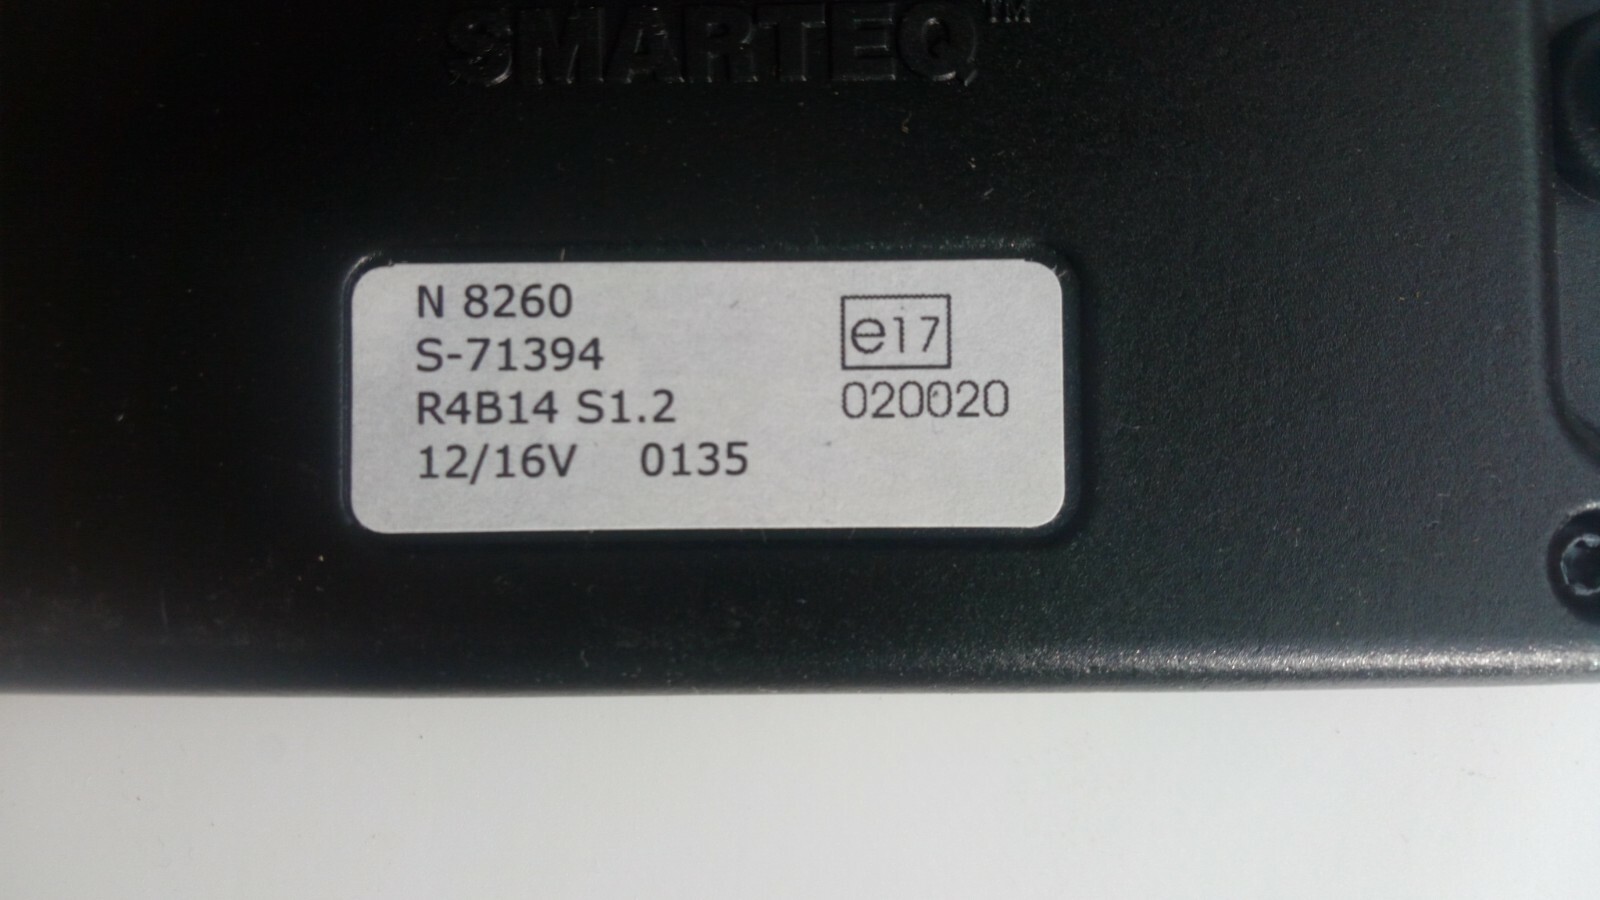 SMARTEQ™
N 8260
S-71394
R4B14 S1.2
12/16V 0135
e17
020020